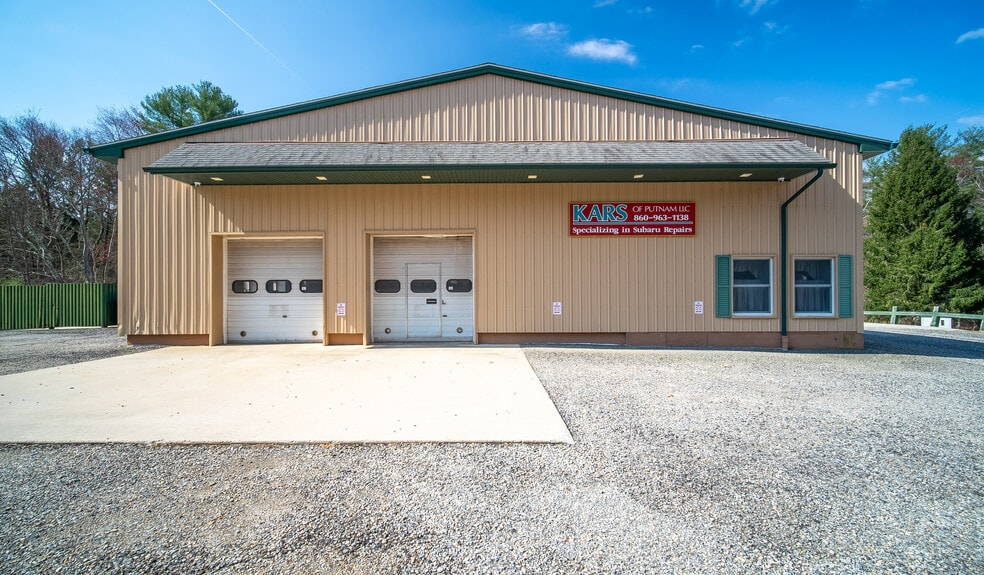 KARS OF PUTNAM LLC
860-963-1138
Specializing in Subaru Repairs